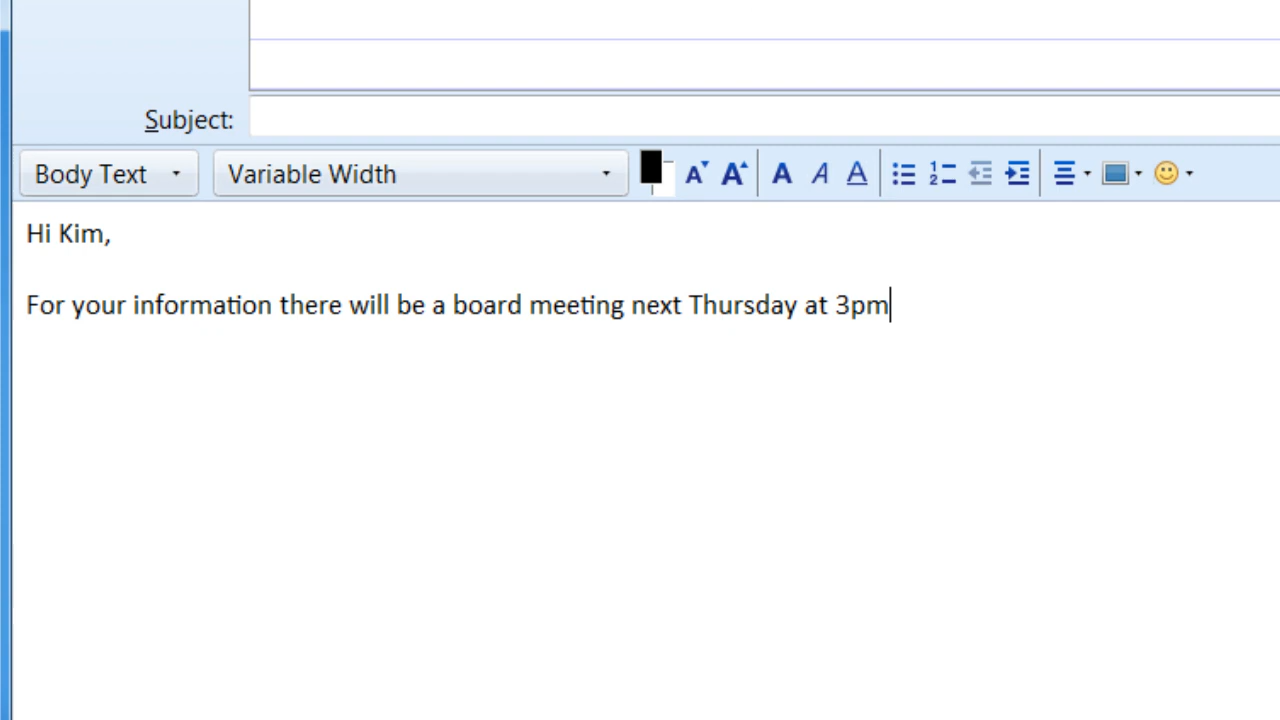 Subject:
Body Text Variable Width
Hi Kim,
For your information there will be a board meeting next Thursday at 3pm